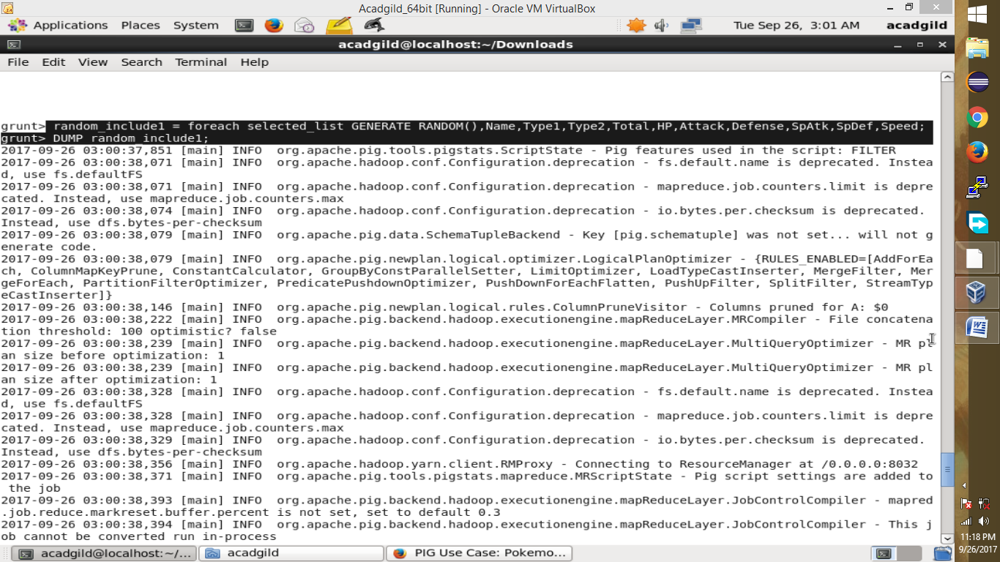 Acadgild_64bit [Running] - Oracle VM VirtualBox
Applications Places System Tue Sep 26, 3:01 AM acadgild
acadgild@localhost:~/Downloads
File Edit View Search Terminal Help
grunt> random_include1 = foreach selected_list GENERATE RANDOM(),Name,Type1,Type2,Total,HP,Attack,Defense,SpAtk,SpDef,Speed;
grunt> DUMP random_include1;
2017-09-26 03:00:37,851 [main] INFO  org.apache.pig.tools.pigstats.ScriptState - Pig features used in the script: FILTER
2017-09-26 03:00:38,071 [main] INFO  org.apache.hadoop.conf.Configuration.deprecation - fs.default.name is deprecated. Instea
d, use fs.defaultFS
2017-09-26 03:00:38,071 [main] INFO  org.apache.hadoop.conf.Configuration.deprecation - mapreduce.job.counters.limit is depre
cated. Instead, use mapreduce.job.counters.max
2017-09-26 03:00:38,074 [main] INFO  org.apache.hadoop.conf.Configuration.deprecation - io.bytes.per.checksum is deprecated.
Instead, use dfs.bytes-per-checksum
2017-09-26 03:00:38,079 [main] INFO  org.apache.pig.data.SchemaTupleBackend - Key [pig.schematuple] was not set... will not g
enerate code.
2017-09-26 03:00:38,079 [main] INFO  org.apache.pig.newplan.logical.optimizer.LogicalPlanOptimizer - {RULES_ENABLED=[AddForEa
ch, ColumnMapKeyPrune, ConstantCalculator, GroupByConstParallelSetter, LimitOptimizer, LoadTypeCastInserter, MergeFilter, Mer
geForEach, PartitionFilterOptimizer, PredicatePushdownOptimizer, PushDownForEachFlatten, PushUpFilter, SplitFilter, StreamTyp
eCastInserter]}
2017-09-26 03:00:38,146 [main] INFO  org.apache.pig.newplan.logical.rules.ColumnPruneVisitor - Columns pruned for A: $0
2017-09-26 03:00:38,222 [main] INFO  org.apache.pig.backend.hadoop.executionengine.mapReduceLayer.MRCompiler - File concatena
tion threshold: 100 optimistic? false
2017-09-26 03:00:38,239 [main] INFO  org.apache.pig.backend.hadoop.executionengine.mapReduceLayer.MultiQueryOptimizer - MR pl
an size before optimization: 1
2017-09-26 03:00:38,239 [main] INFO  org.apache.pig.backend.hadoop.executionengine.mapReduceLayer.MultiQueryOptimizer - MR pl
an size after optimization: 1
2017-09-26 03:00:38,328 [main] INFO  org.apache.hadoop.conf.Configuration.deprecation - fs.default.name is deprecated. Instea
d, use fs.defaultFS
2017-09-26 03:00:38,328 [main] INFO  org.apache.hadoop.conf.Configuration.deprecation - mapreduce.job.counters.limit is depre
cated. Instead, use mapreduce.job.counters.max
2017-09-26 03:00:38,329 [main] INFO  org.apache.hadoop.conf.Configuration.deprecation - io.bytes.per.checksum is deprecated.
Instead, use dfs.bytes-per-checksum
2017-09-26 03:00:38,356 [main] INFO  org.apache.hadoop.yarn.client.RMProxy - Connecting to ResourceManager at /0.0.0.0:8032
2017-09-26 03:00:38,371 [main] INFO  org.apache.pig.tools.pigstats.mapreduce.MRScriptState - Pig script settings are added to
 the job
2017-09-26 03:00:38,393 [main] INFO  org.apache.pig.backend.hadoop.executionengine.mapReduceLayer.JobControlCompiler - mapred
.job.reduce.markreset.buffer.percent is not set, set to default 0.3
2017-09-26 03:00:38,394 [main] INFO  org.apache.pig.backend.hadoop.executionengine.mapReduceLayer.JobControlCompiler - This j
ob cannot be converted run in-process
acadgild@localhost:~/... acadgild PIG Use Case: Pokemo...
11:18 PM
9/26/2017